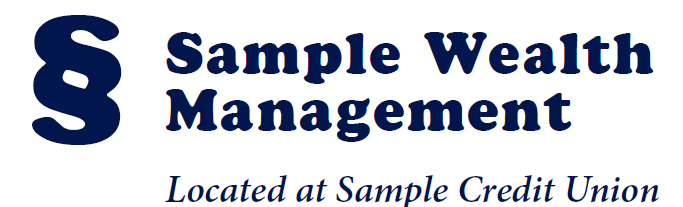 § Sample Wealth
Management
Located at Sample Credit Union